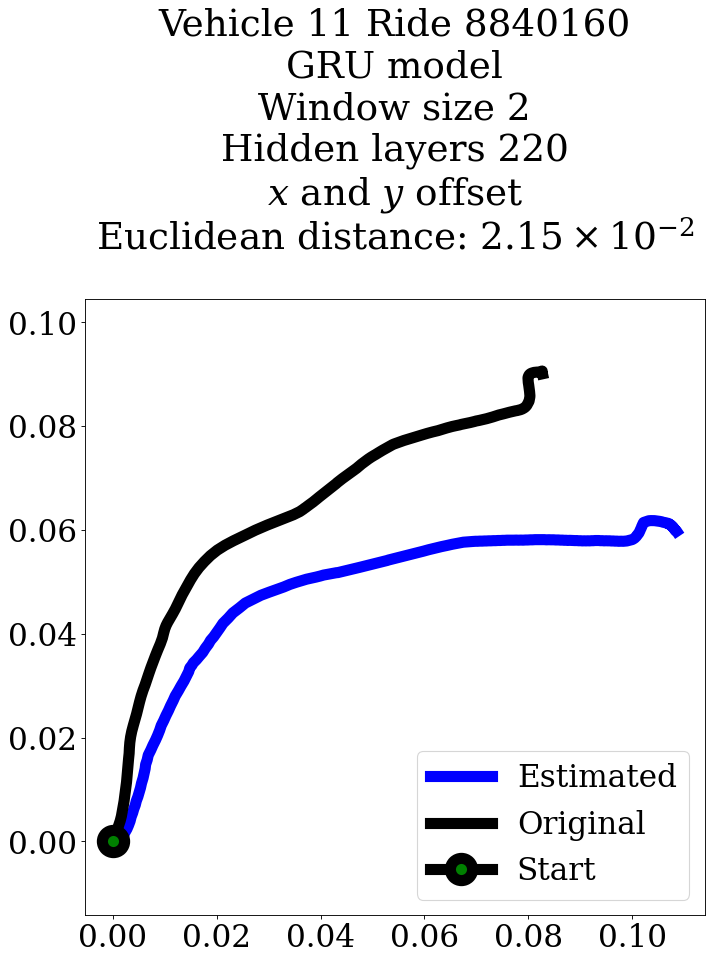 Vehicle 11 Ride 8840160
GRU model
Window size 2
Hidden layers 220
x and y offset
Euclidean distance: 2.15 × 10⁻²
0.10
0.08
0.06
0.04
0.02
0.00
Estimated
Original
Start
0.00 0.02 0.04 0.06 0.08 0.10